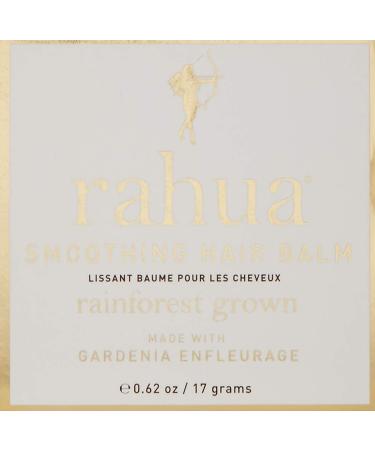 rahua®
SMOOTHING HAIR BALM
LISSANT BAUME POUR LES CHEVEUX
rainforest grown
MADE WITH
GARDENIA ENFLEURAGE
℮0.62 oz / 17 grams